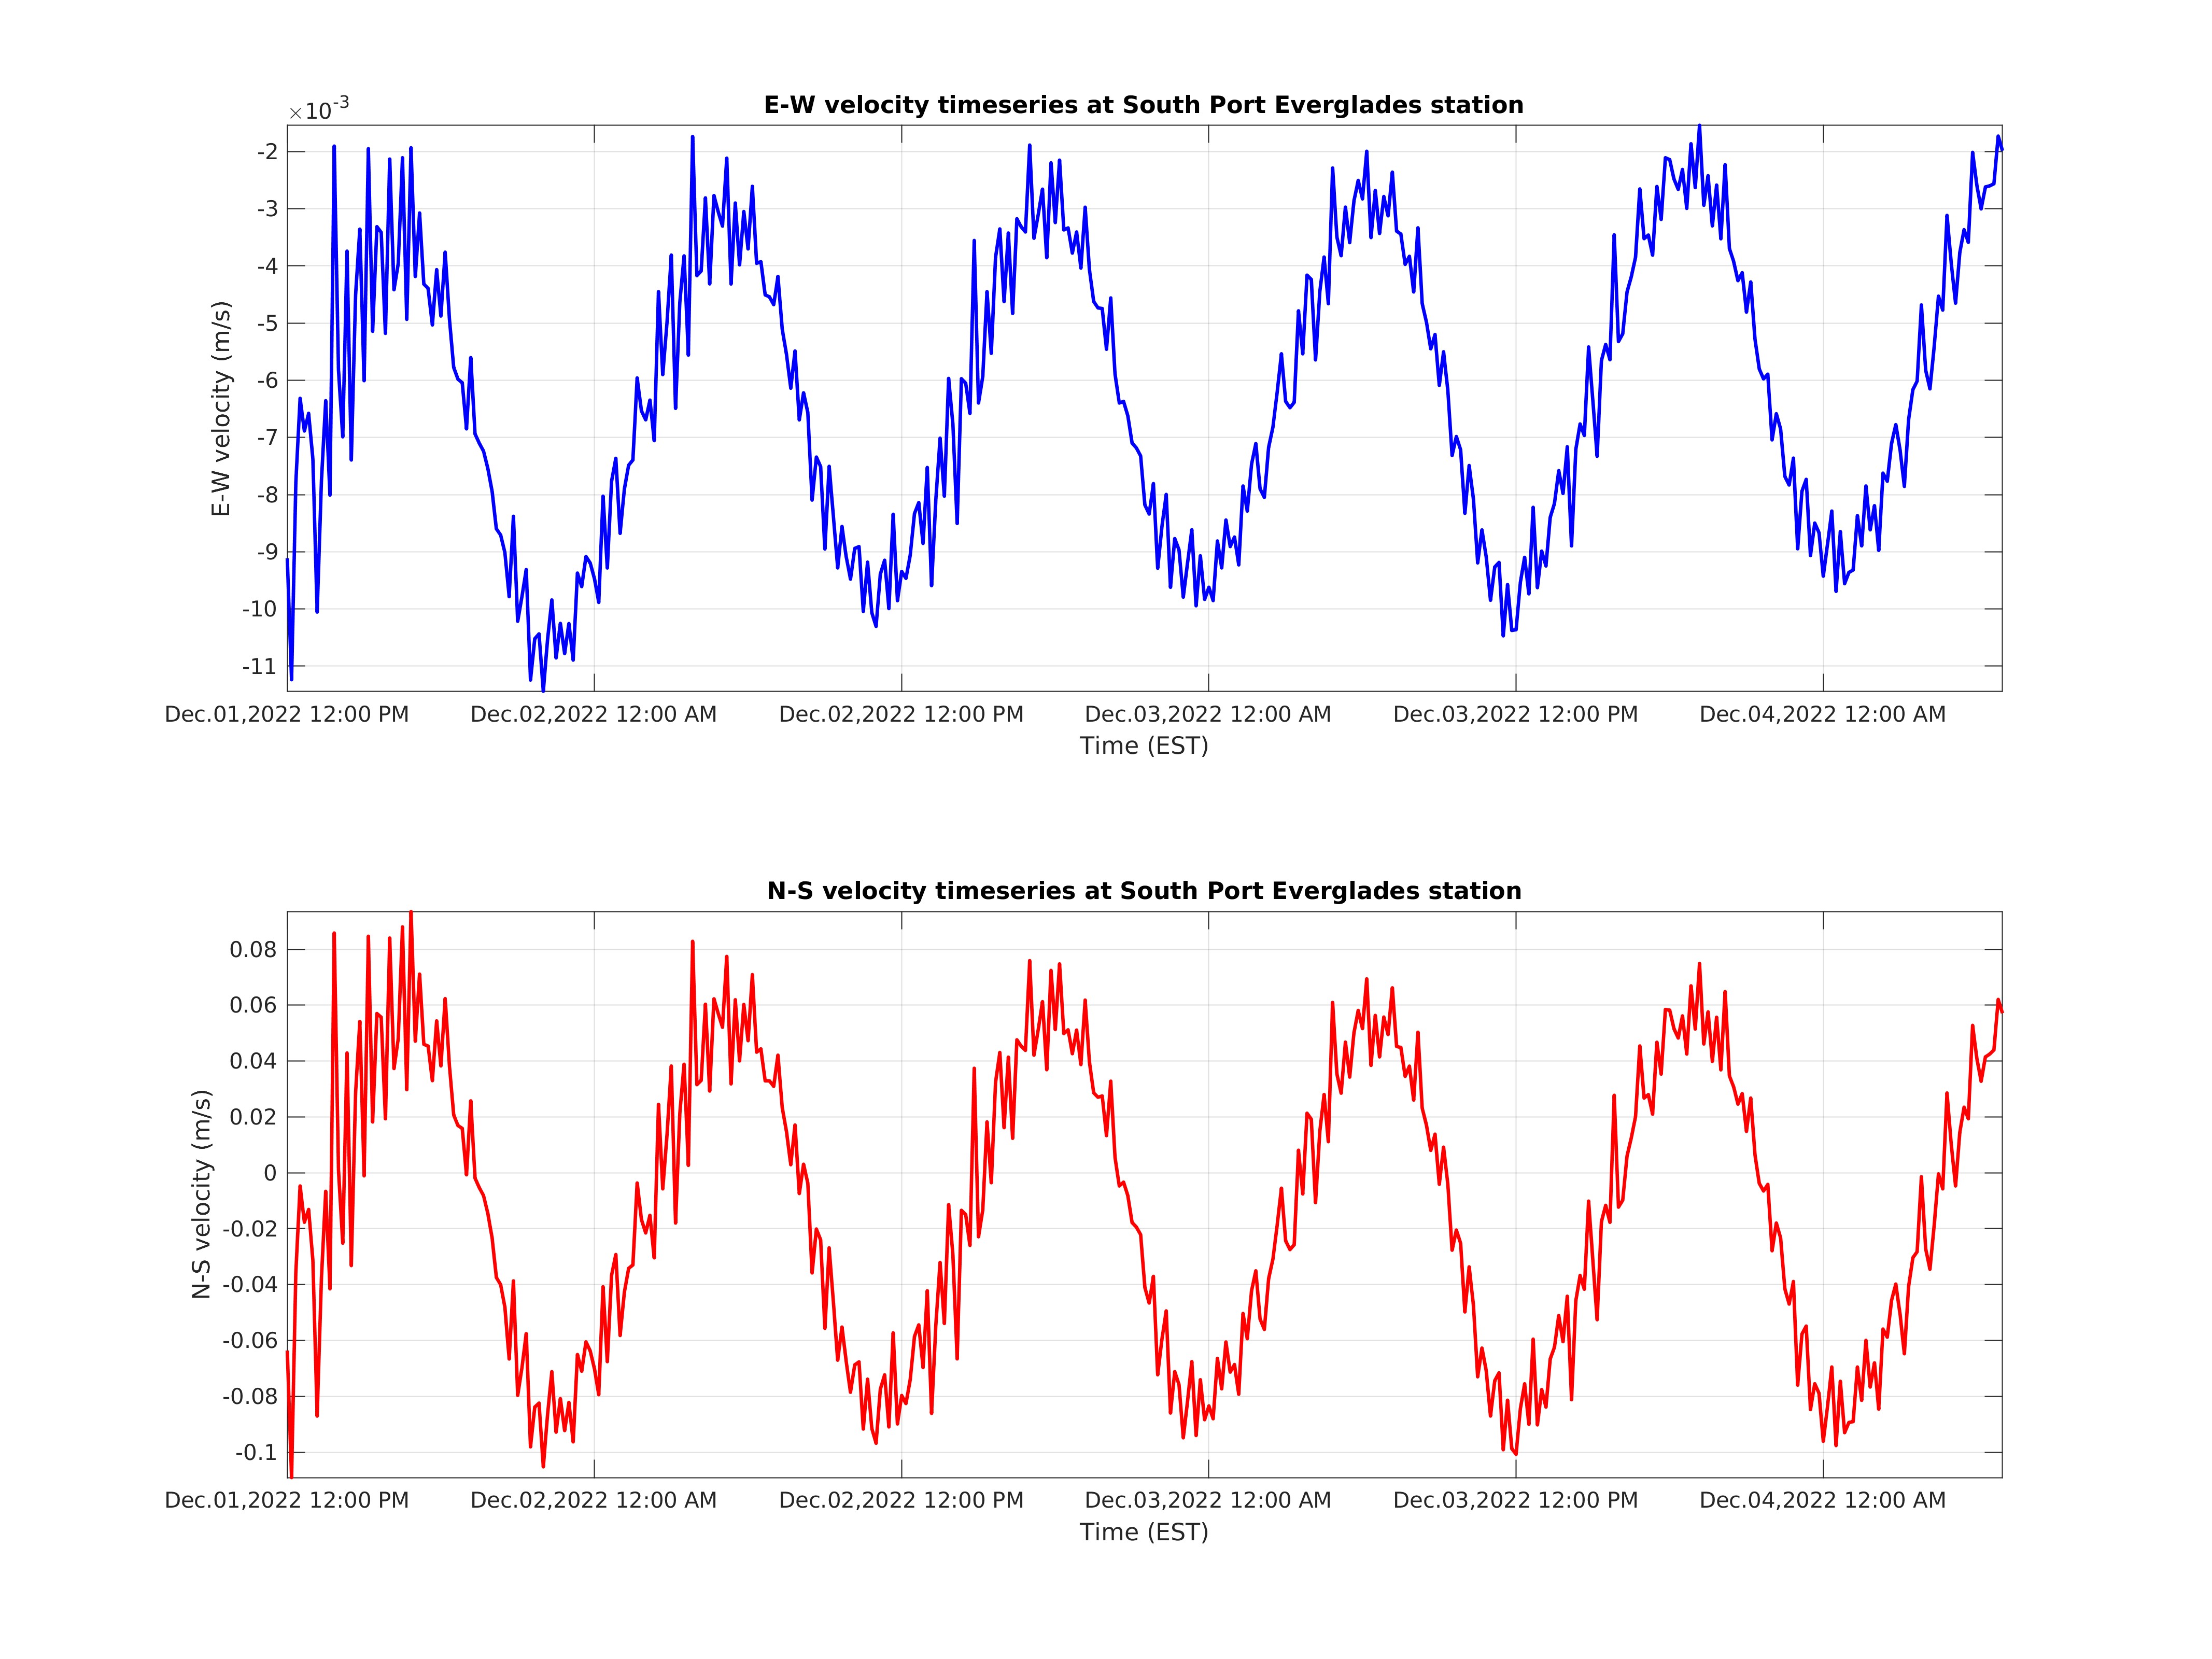 E-W velocity timeseries at South Port Everglades station
×10-3
-2
-3
-4
-5
-6
-7
-8
-9
-10
-11
E-W velocity (m/s)
Dec.01,2022 12:00 PM Dec.02,2022 12:00 AM Dec.02,2022 12:00 PM Dec.03,2022 12:00 AM Dec.03,2022 12:00 PM Dec.04,2022 12:00 AM
Time (EST)
N-S velocity timeseries at South Port Everglades station
0.08
0.06
0.04
0.02
0
-0.02
-0.04
-0.06
-0.08
-0.1
N-S velocity (m/s)
Dec.01,2022 12:00 PM Dec.02,2022 12:00 AM Dec.02,2022 12:00 PM Dec.03,2022 12:00 AM Dec.03,2022 12:00 PM Dec.04,2022 12:00 AM
Time (EST)